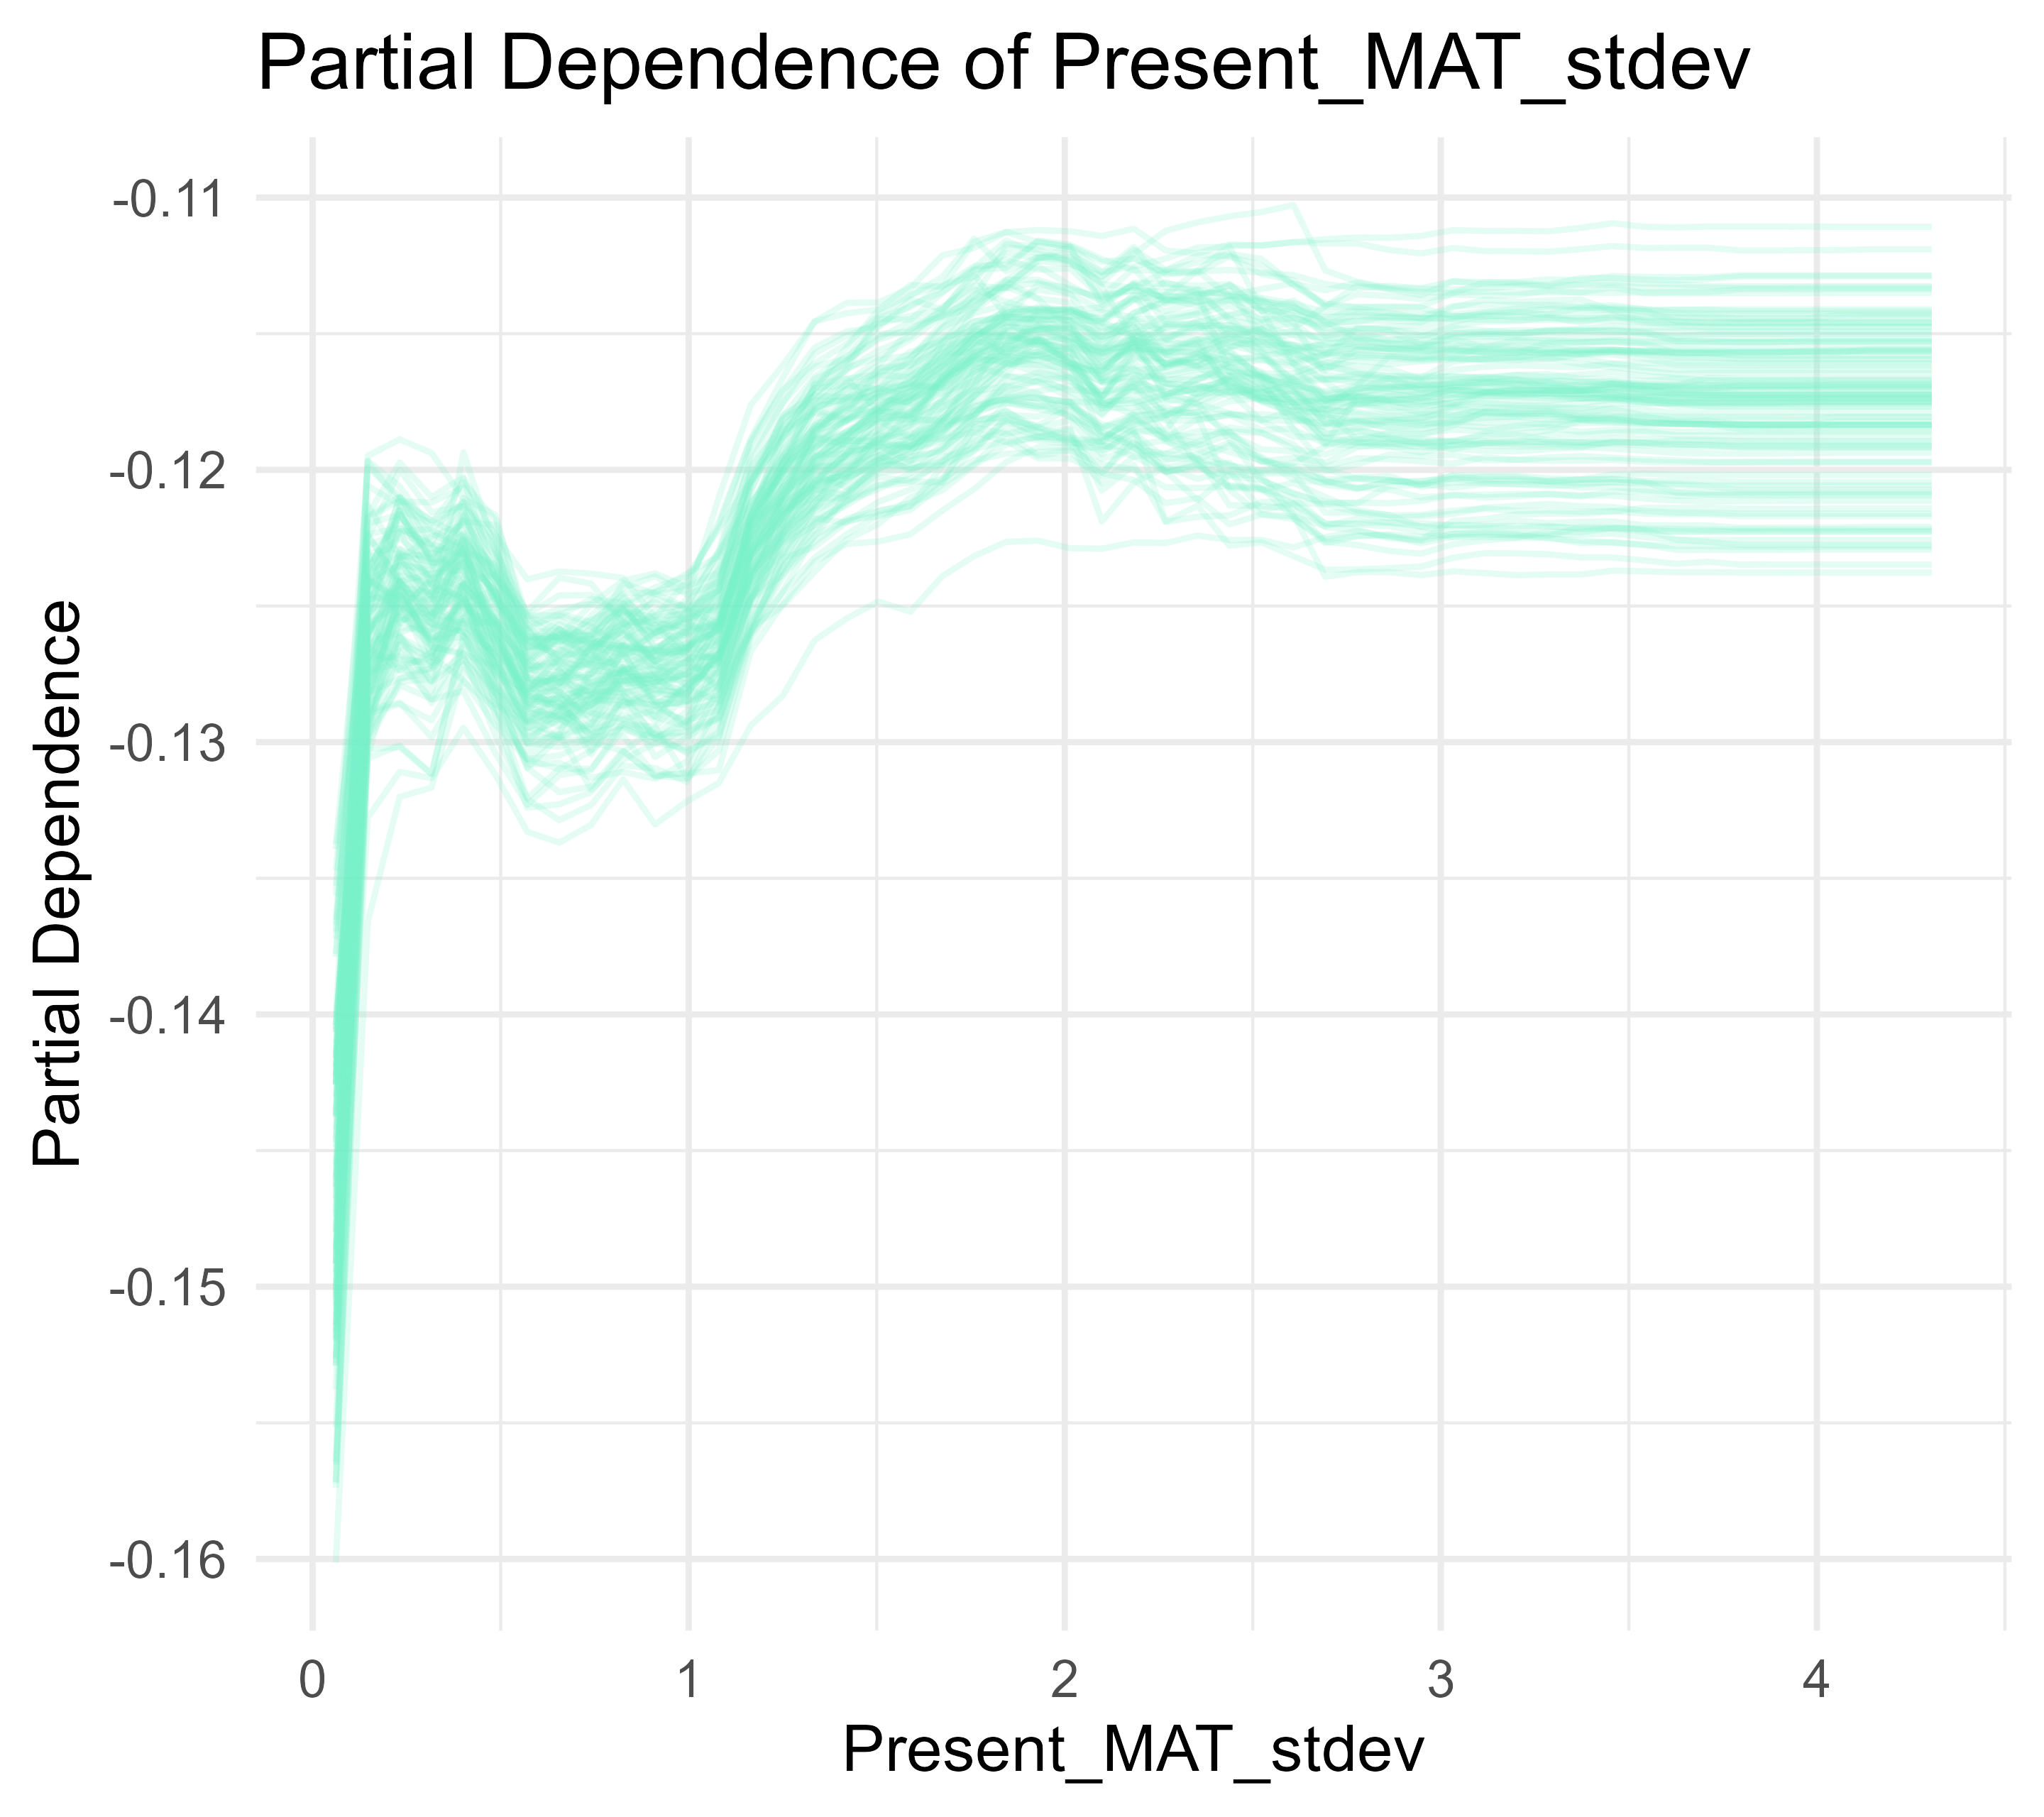 Partial Dependence of Present_MAT_stdev
Partial Dependence
-0.11
-0.12
-0.13
-0.14
-0.15
-0.16
0 1 2 3 4
Present_MAT_stdev